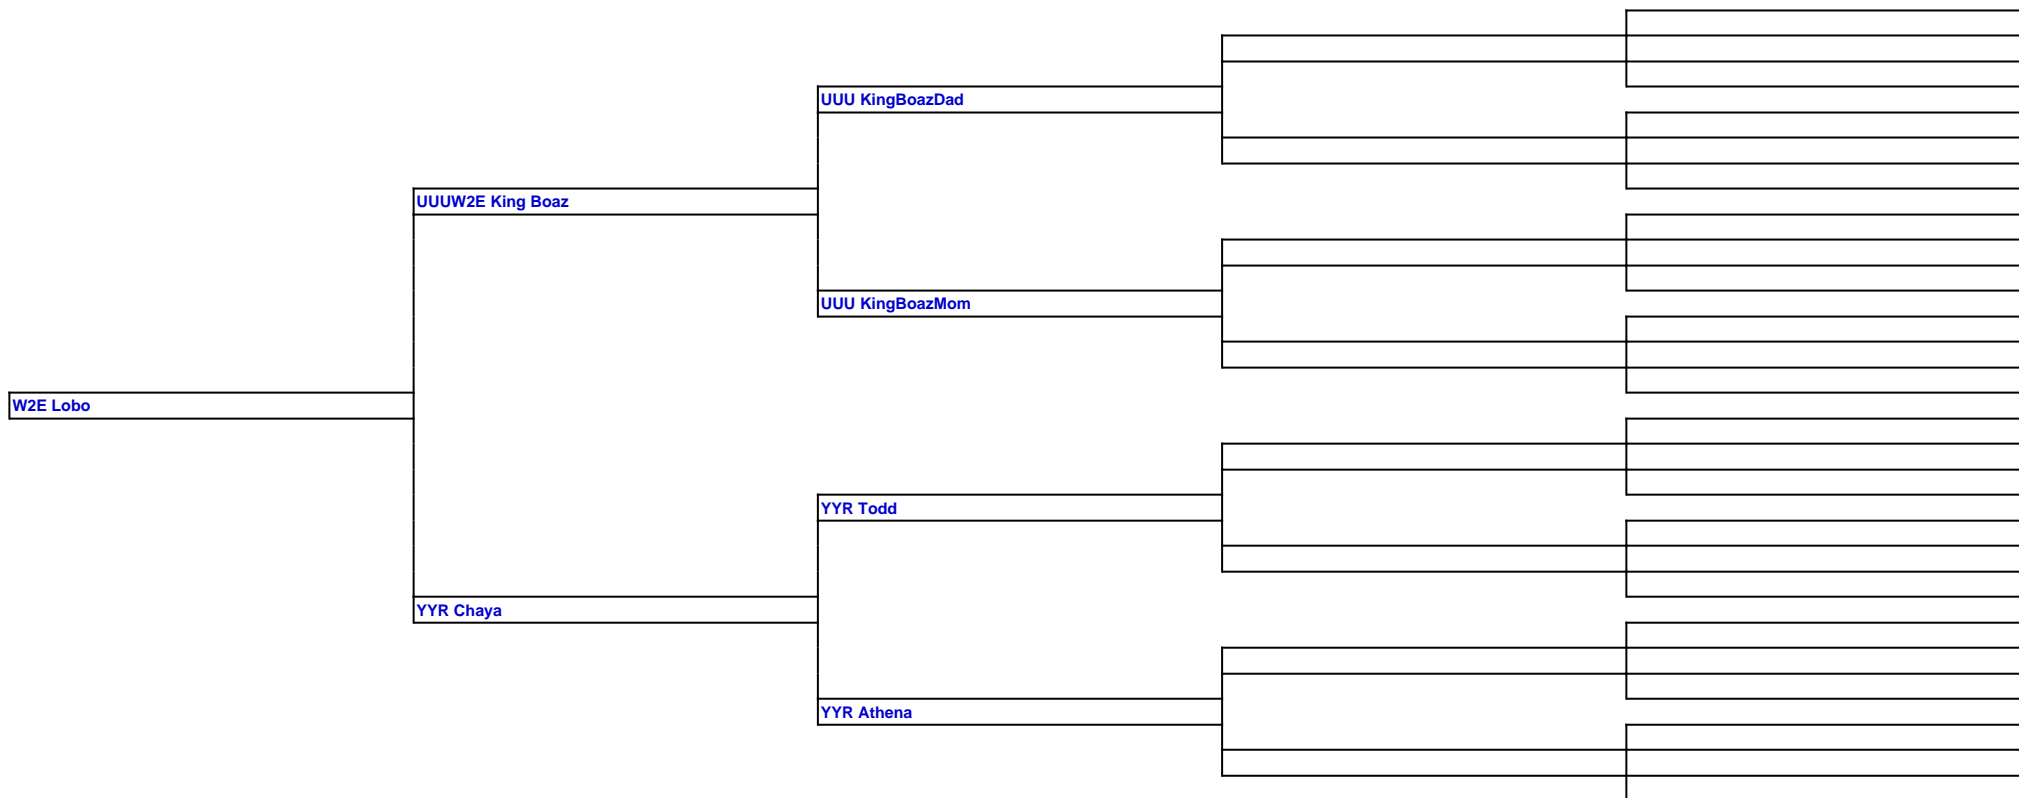 UUU KingBoazDad
UUUW2E King Boaz
UUU KingBoazMom
W2E Lobo
YYR Todd
YYR Chaya
YYR Athena